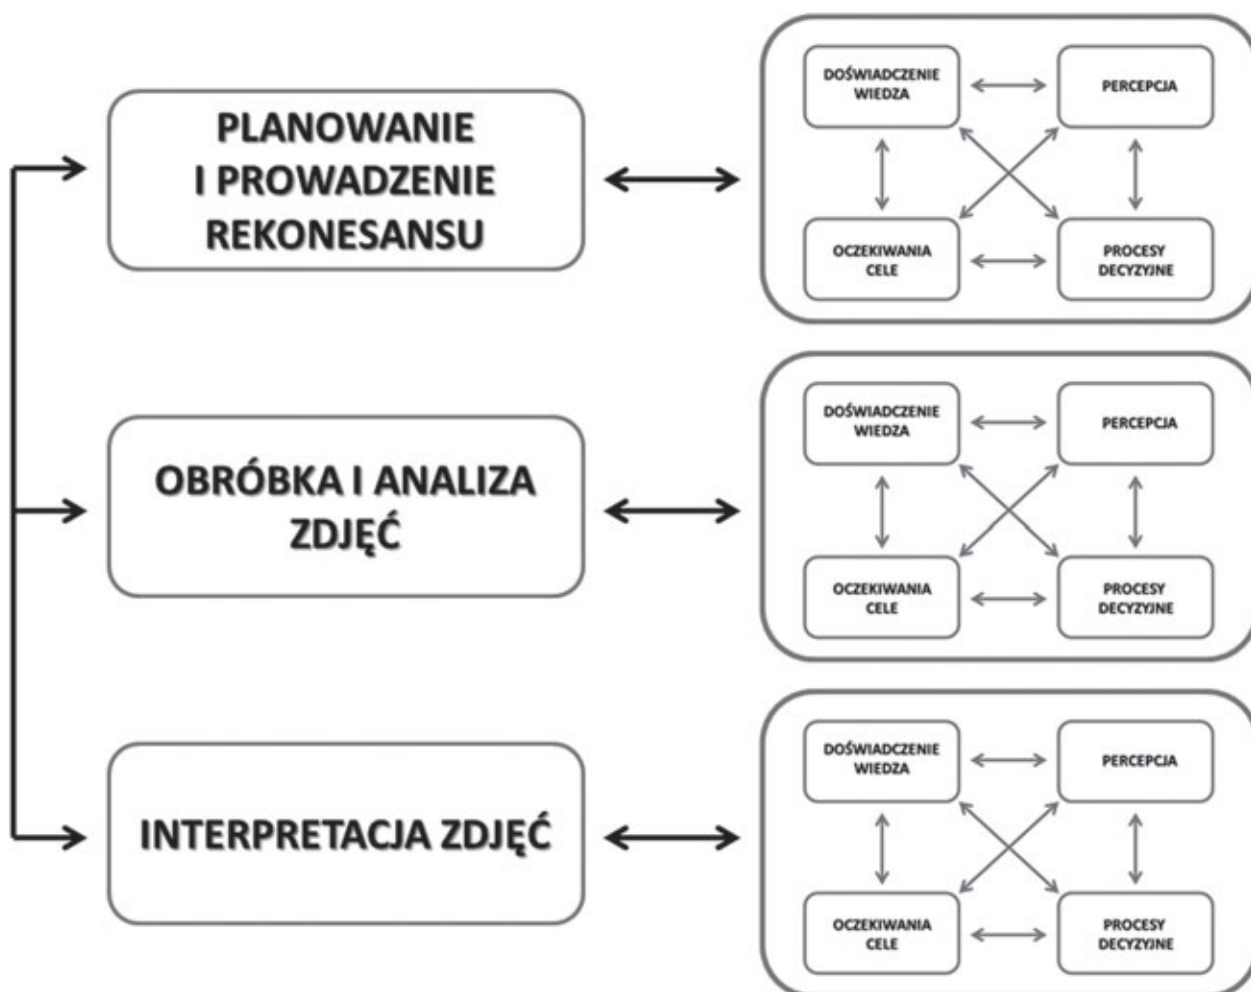 PLANOWANIE
I PROWADZENIE
REKONESANSU
DOŚWIADCZENIE
WIEDZA
PERCEPCJA
OCZEKIWANIA
CELE
PROCESY
DECYZYJNE
OBRÓBKA I ANALIZA
ZDJĘĆ
DOŚWIADCZENIE
WIEDZA
PERCEPCJA
OCZEKIWANIA
CELE
PROCESY
DECYZYJNE
INTERPRETACJA ZDJĘĆ
DOŚWIADCZENIE
WIEDZA
PERCEPCJA
OCZEKIWANIA
CELE
PROCESY
DECYZYJNE